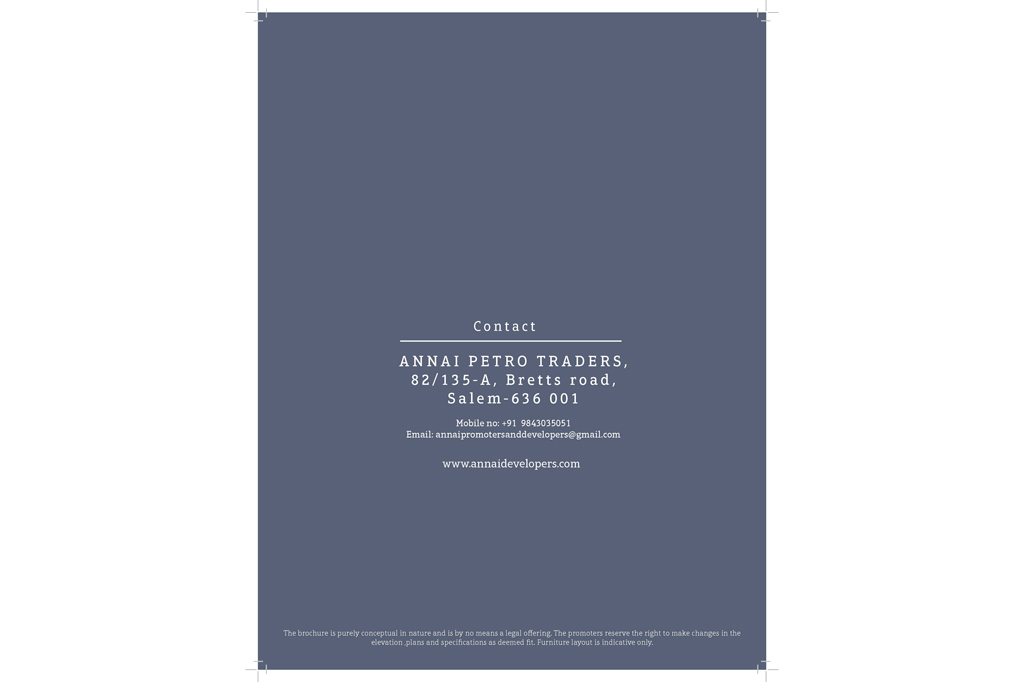 Contact
ANNAI PETRO TRADERS,
82/135-A, Bretts road,
Salem-636 001
Mobile no: +91 9843035051
Email: annaipromotersanddevelopers@gmail.com
www.annaidevelopers.com
The brochure is purely conceptual in nature and is by no means a legal offering. The promoters reserve the right to make changes in the
elevation ,plans and specifications as deemed fit. Furniture layout is indicative only.